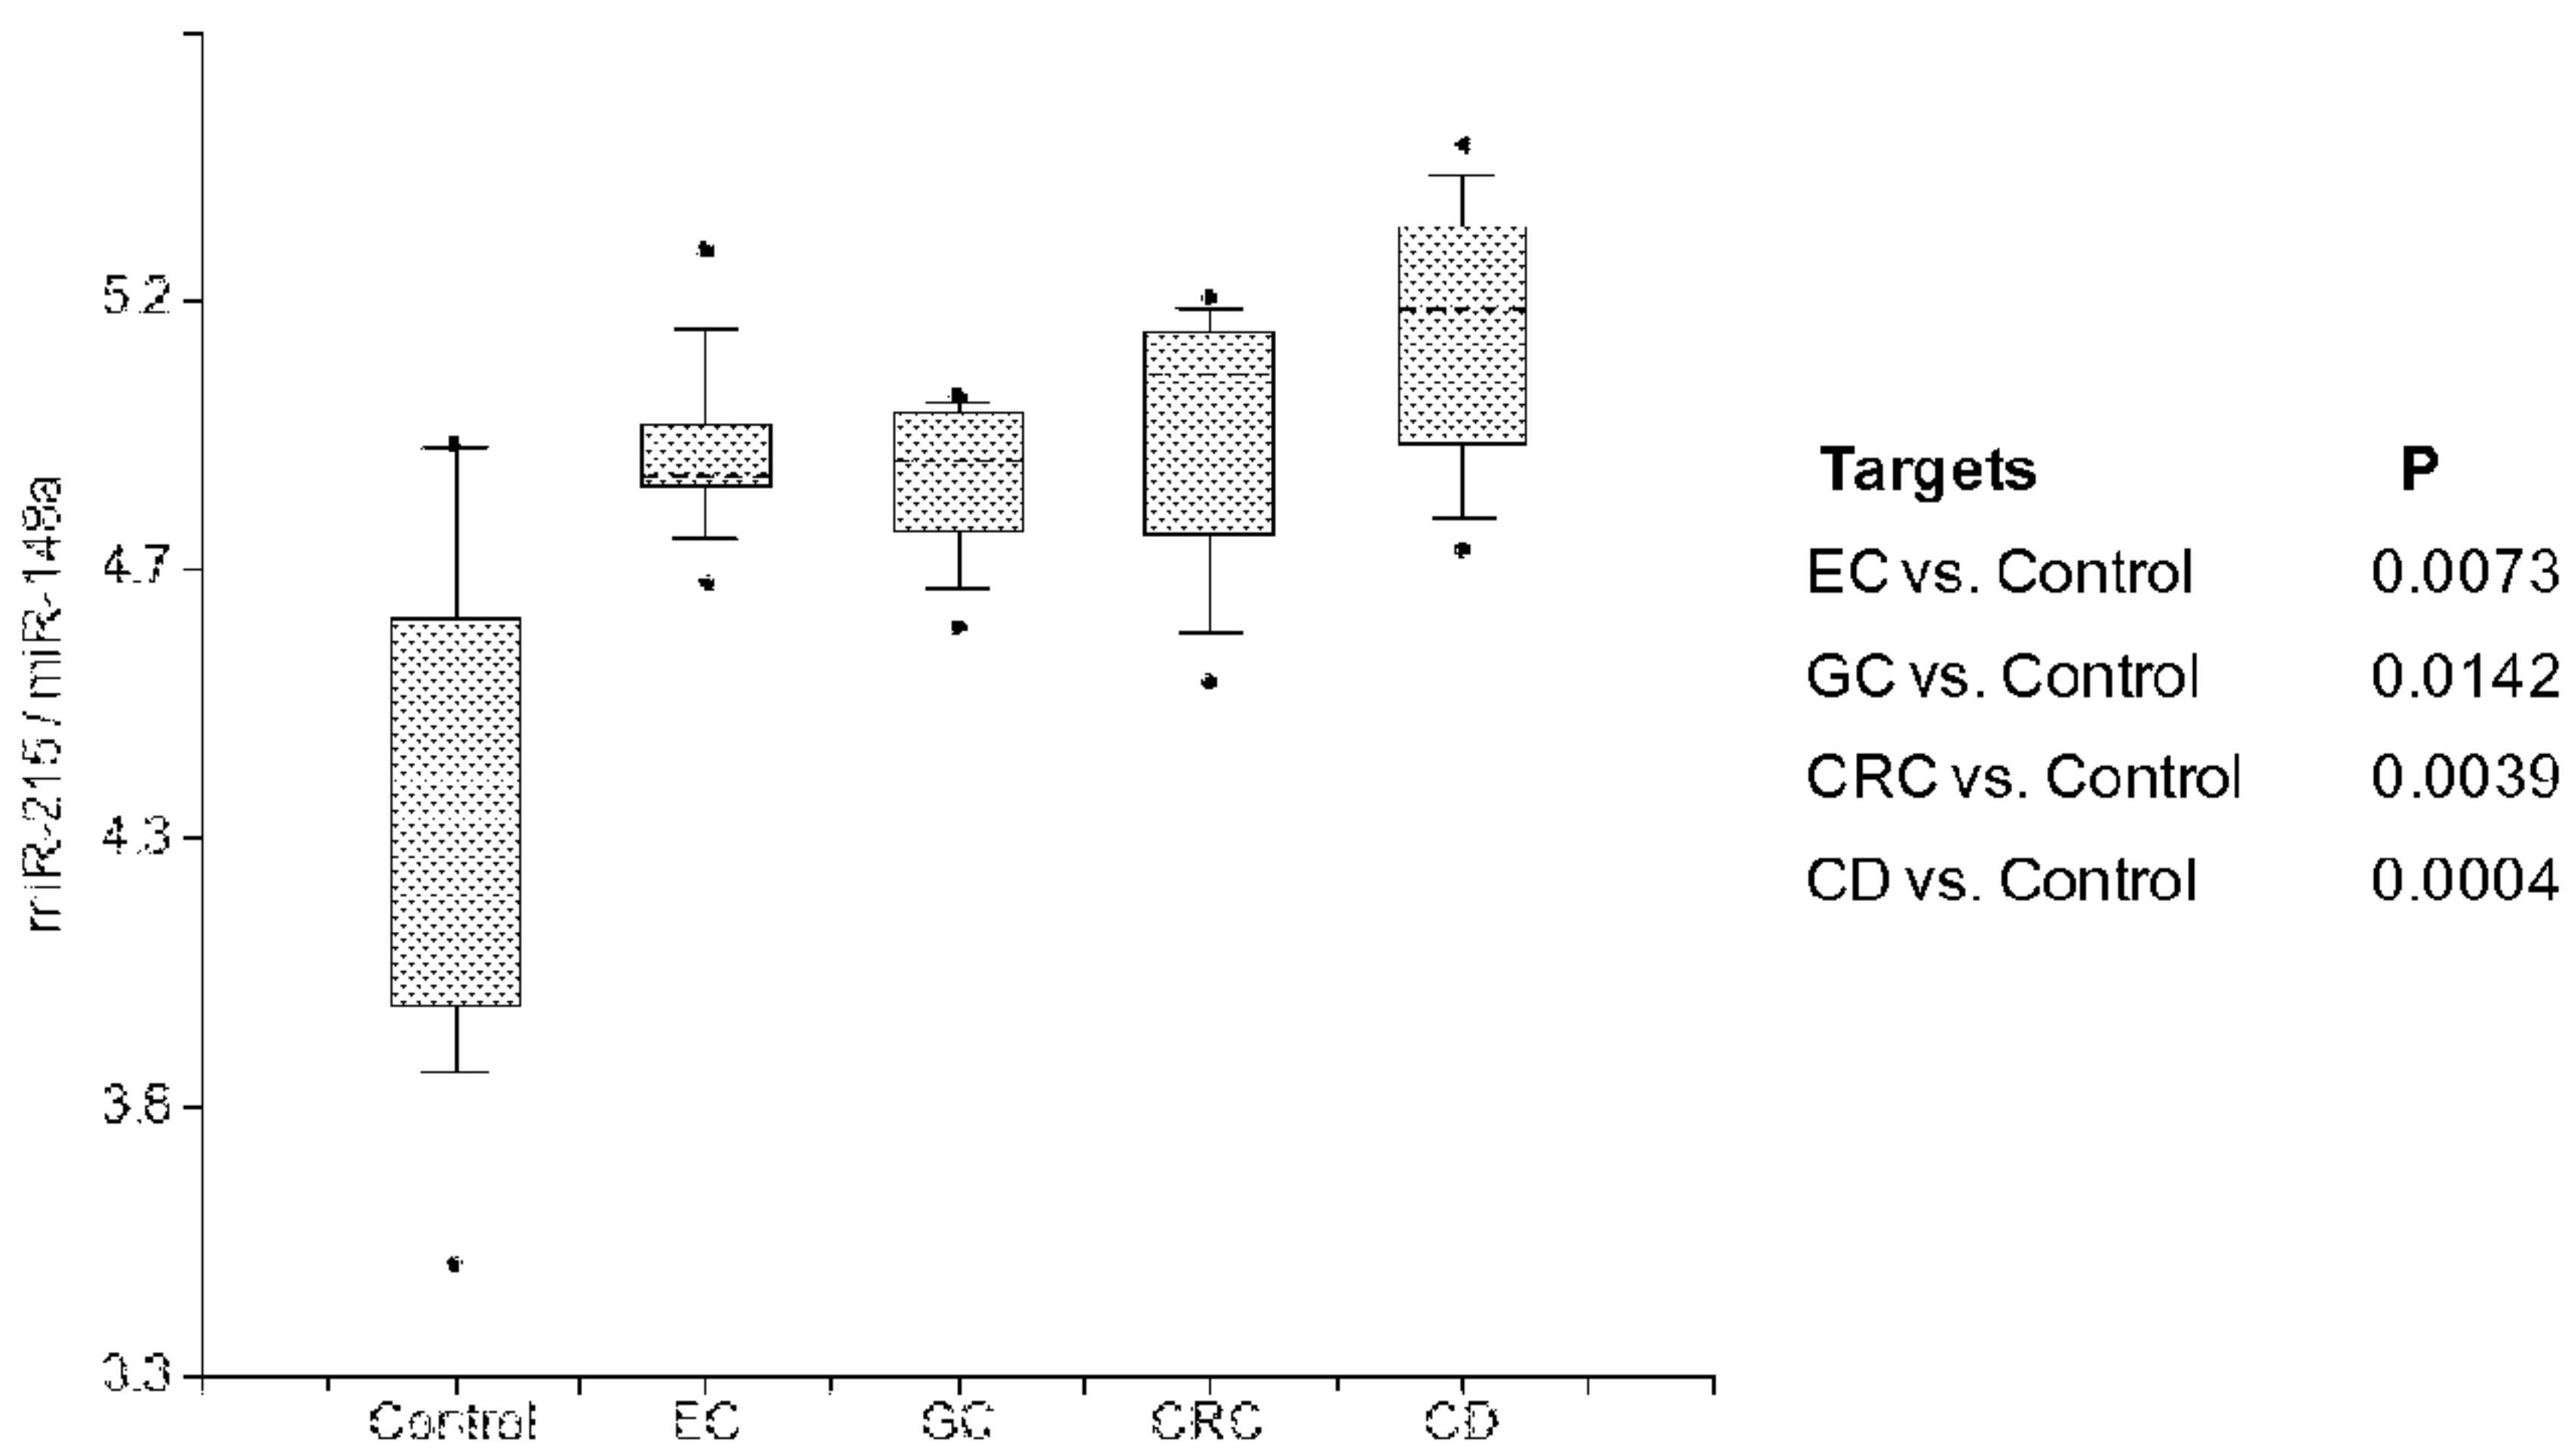 miR-215 / miR-148a
5.2
4.7
4.3
3.8
3.3
Control EC GC CRC CD
Targets P
EC vs. Control 0.0073
GC vs. Control 0.0142
CRC vs. Control 0.0039
CD vs. Control 0.0004